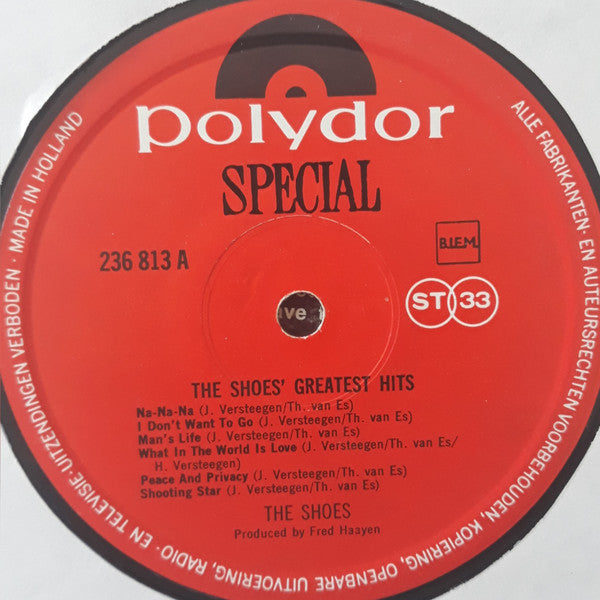 polydor
SPECIAL
236 813 A
B.I.E.M.
ST 33
THE SHOES' GREATEST HITS
Na-Na-Na (J. Versteegen/Th. van Es)
I Don't Want To Go (J. Versteegen/Th. van Es)
Man's Life (J. Versteegen/Th. van Es)
What In The World Is Love (J. Versteegen/Th. van Es/
H. Versteegen)
Peace And Privacy (J. Versteegen/Th. van Es)
Shooting Star (J. Versteegen/Th. van Es)
THE SHOES
Produced by Fred Haayen
ALLE FABRIKANTEN- EN AUTEURSRECHTEN VOORBEHOUDEN, KOPIERING, OPENBARE UITVOERING, RADIO- EN TELEVISIE-UITZENDINGEN VERBODEN · MADE IN HOLLAND